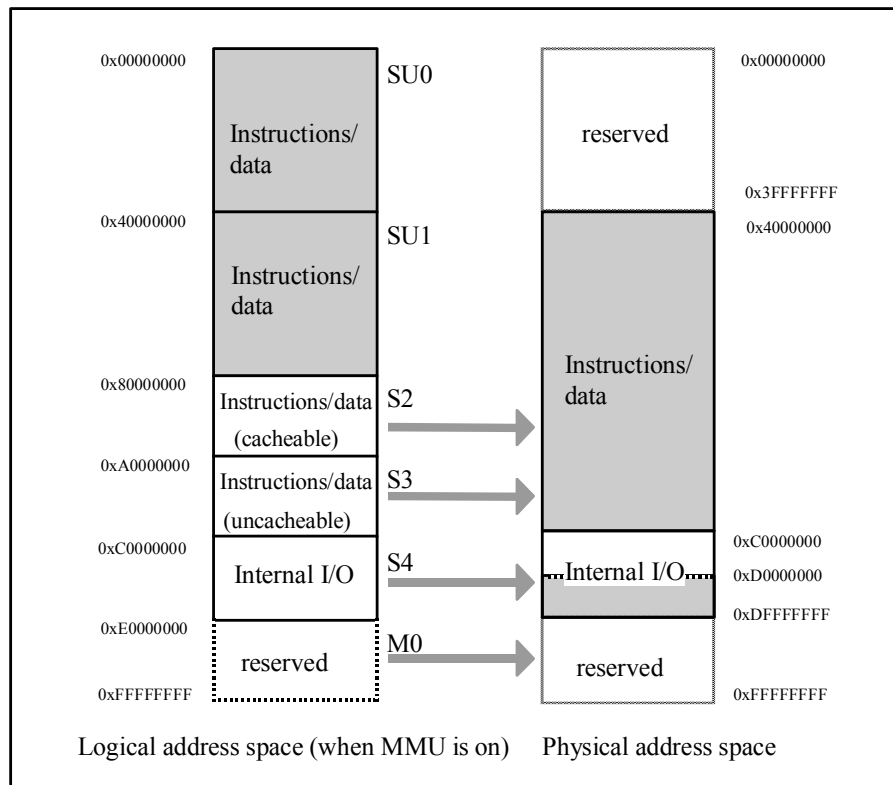 0x00000000
SU0
0x00000000
Instructions/
data
reserved
0x3FFFFFFF
0x40000000
SU1
0x40000000
Instructions/
data
Instructions/
data
0x80000000
S2
Instructions/data
(cacheable)
0xA0000000
S3
Instructions/data
(uncacheable)
0xC0000000
S4
0xC0000000
Internal I/O
Internal I/O
0xD0000000
0xDFFFFFFF
0xE0000000
M0
reserved
reserved
0xFFFFFFFF
0xFFFFFFFF
Logical address space (when MMU is on)
Physical address space